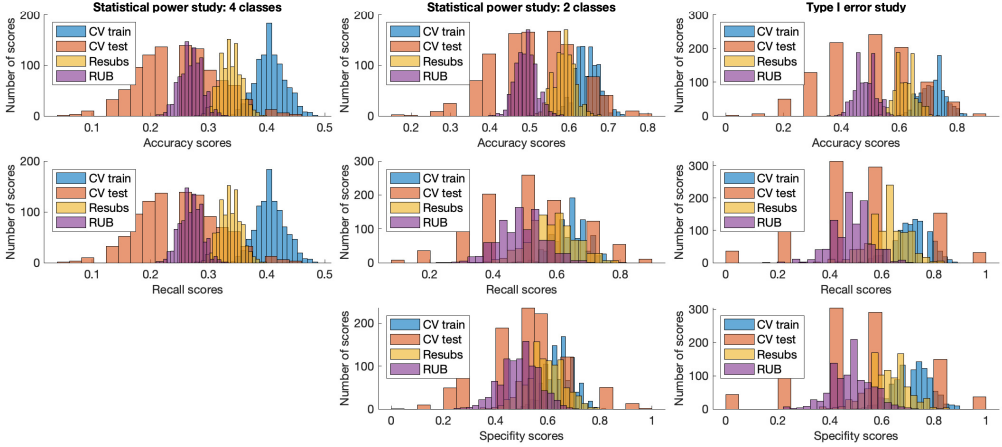 Statistical power study: 4 classes
Number of scores
200
100
0
CV train
CV test
Resubs
RUB
0.1 0.2 0.3 0.4 0.5
Accuracy scores
Statistical power study: 2 classes
Number of scores
200
100
0
CV train
CV test
Resubs
RUB
0.2 0.3 0.4 0.5 0.6 0.7 0.8
Accuracy scores
Type I error study
Number of scores
300
200
100
0
CV train
CV test
Resubs
RUB
0 0.2 0.4 0.6 0.8
Accuracy scores
Number of scores
200
100
0
CV train
CV test
Resubs
RUB
0.1 0.2 0.3 0.4 0.5
Recall scores
Number of scores
300
200
100
0
CV train
CV test
Resubs
RUB
0.2 0.4 0.6 0.8
Recall scores
Number of scores
300
200
100
0
CV train
CV test
Resubs
RUB
0 0.2 0.4 0.6 0.8 1
Recall scores
Number of scores
200
100
0
CV train
CV test
Resubs
RUB
0 0.2 0.4 0.6 0.8 1
Specifity scores
Number of scores
300
200
100
0
CV train
CV test
Resubs
RUB
0 0.2 0.4 0.6 0.8 1
Specifity scores